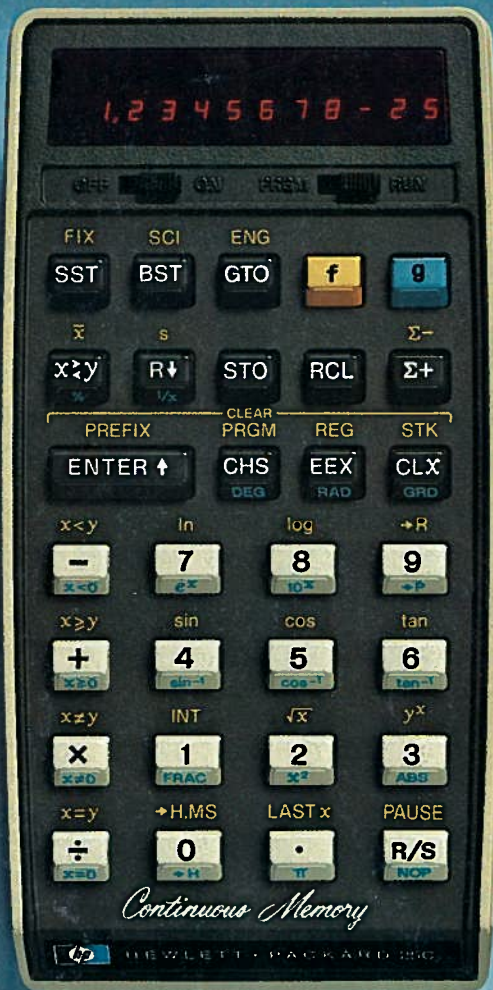 1.2345678-25
OFF ON PRGM RUN
FIX SCI ENG
SST BST GTO f g
x̄ s Σ-
x≷y R↓ STO RCL Σ+
% 1/x
CLEAR
PREFIX PRGM REG STK
ENTER↑ CHS EEX CLX
DEG RAD GRD
x<y ln log →R
− 7 8 9
x<0 eˣ 10ˣ →P
x≥y sin cos tan
+ 4 5 6
x≥0 sin⁻¹ cos⁻¹ tan⁻¹
x≠y INT √x yˣ
× 1 2 3
x≠0 FRAC x² ABS
x=y →H.MS LAST x PAUSE
÷ 0 . R/S
x=0 →H π NOP
Continuous Memory
hp HEWLETT·PACKARD 25C